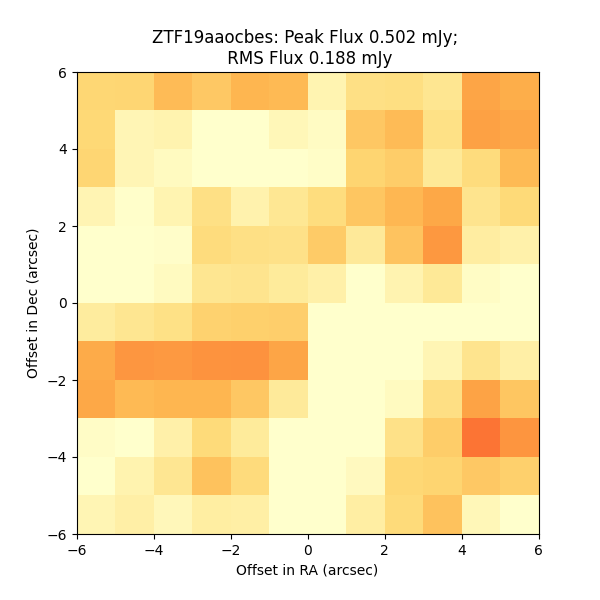 ZTF19aaocbes: Peak Flux 0.502 mJy;
RMS Flux 0.188 mJy
6
4
2
0
−2
−4
−6
Offset in Dec (arcsec)
−6 −4 −2 0 2 4 6
Offset in RA (arcsec)